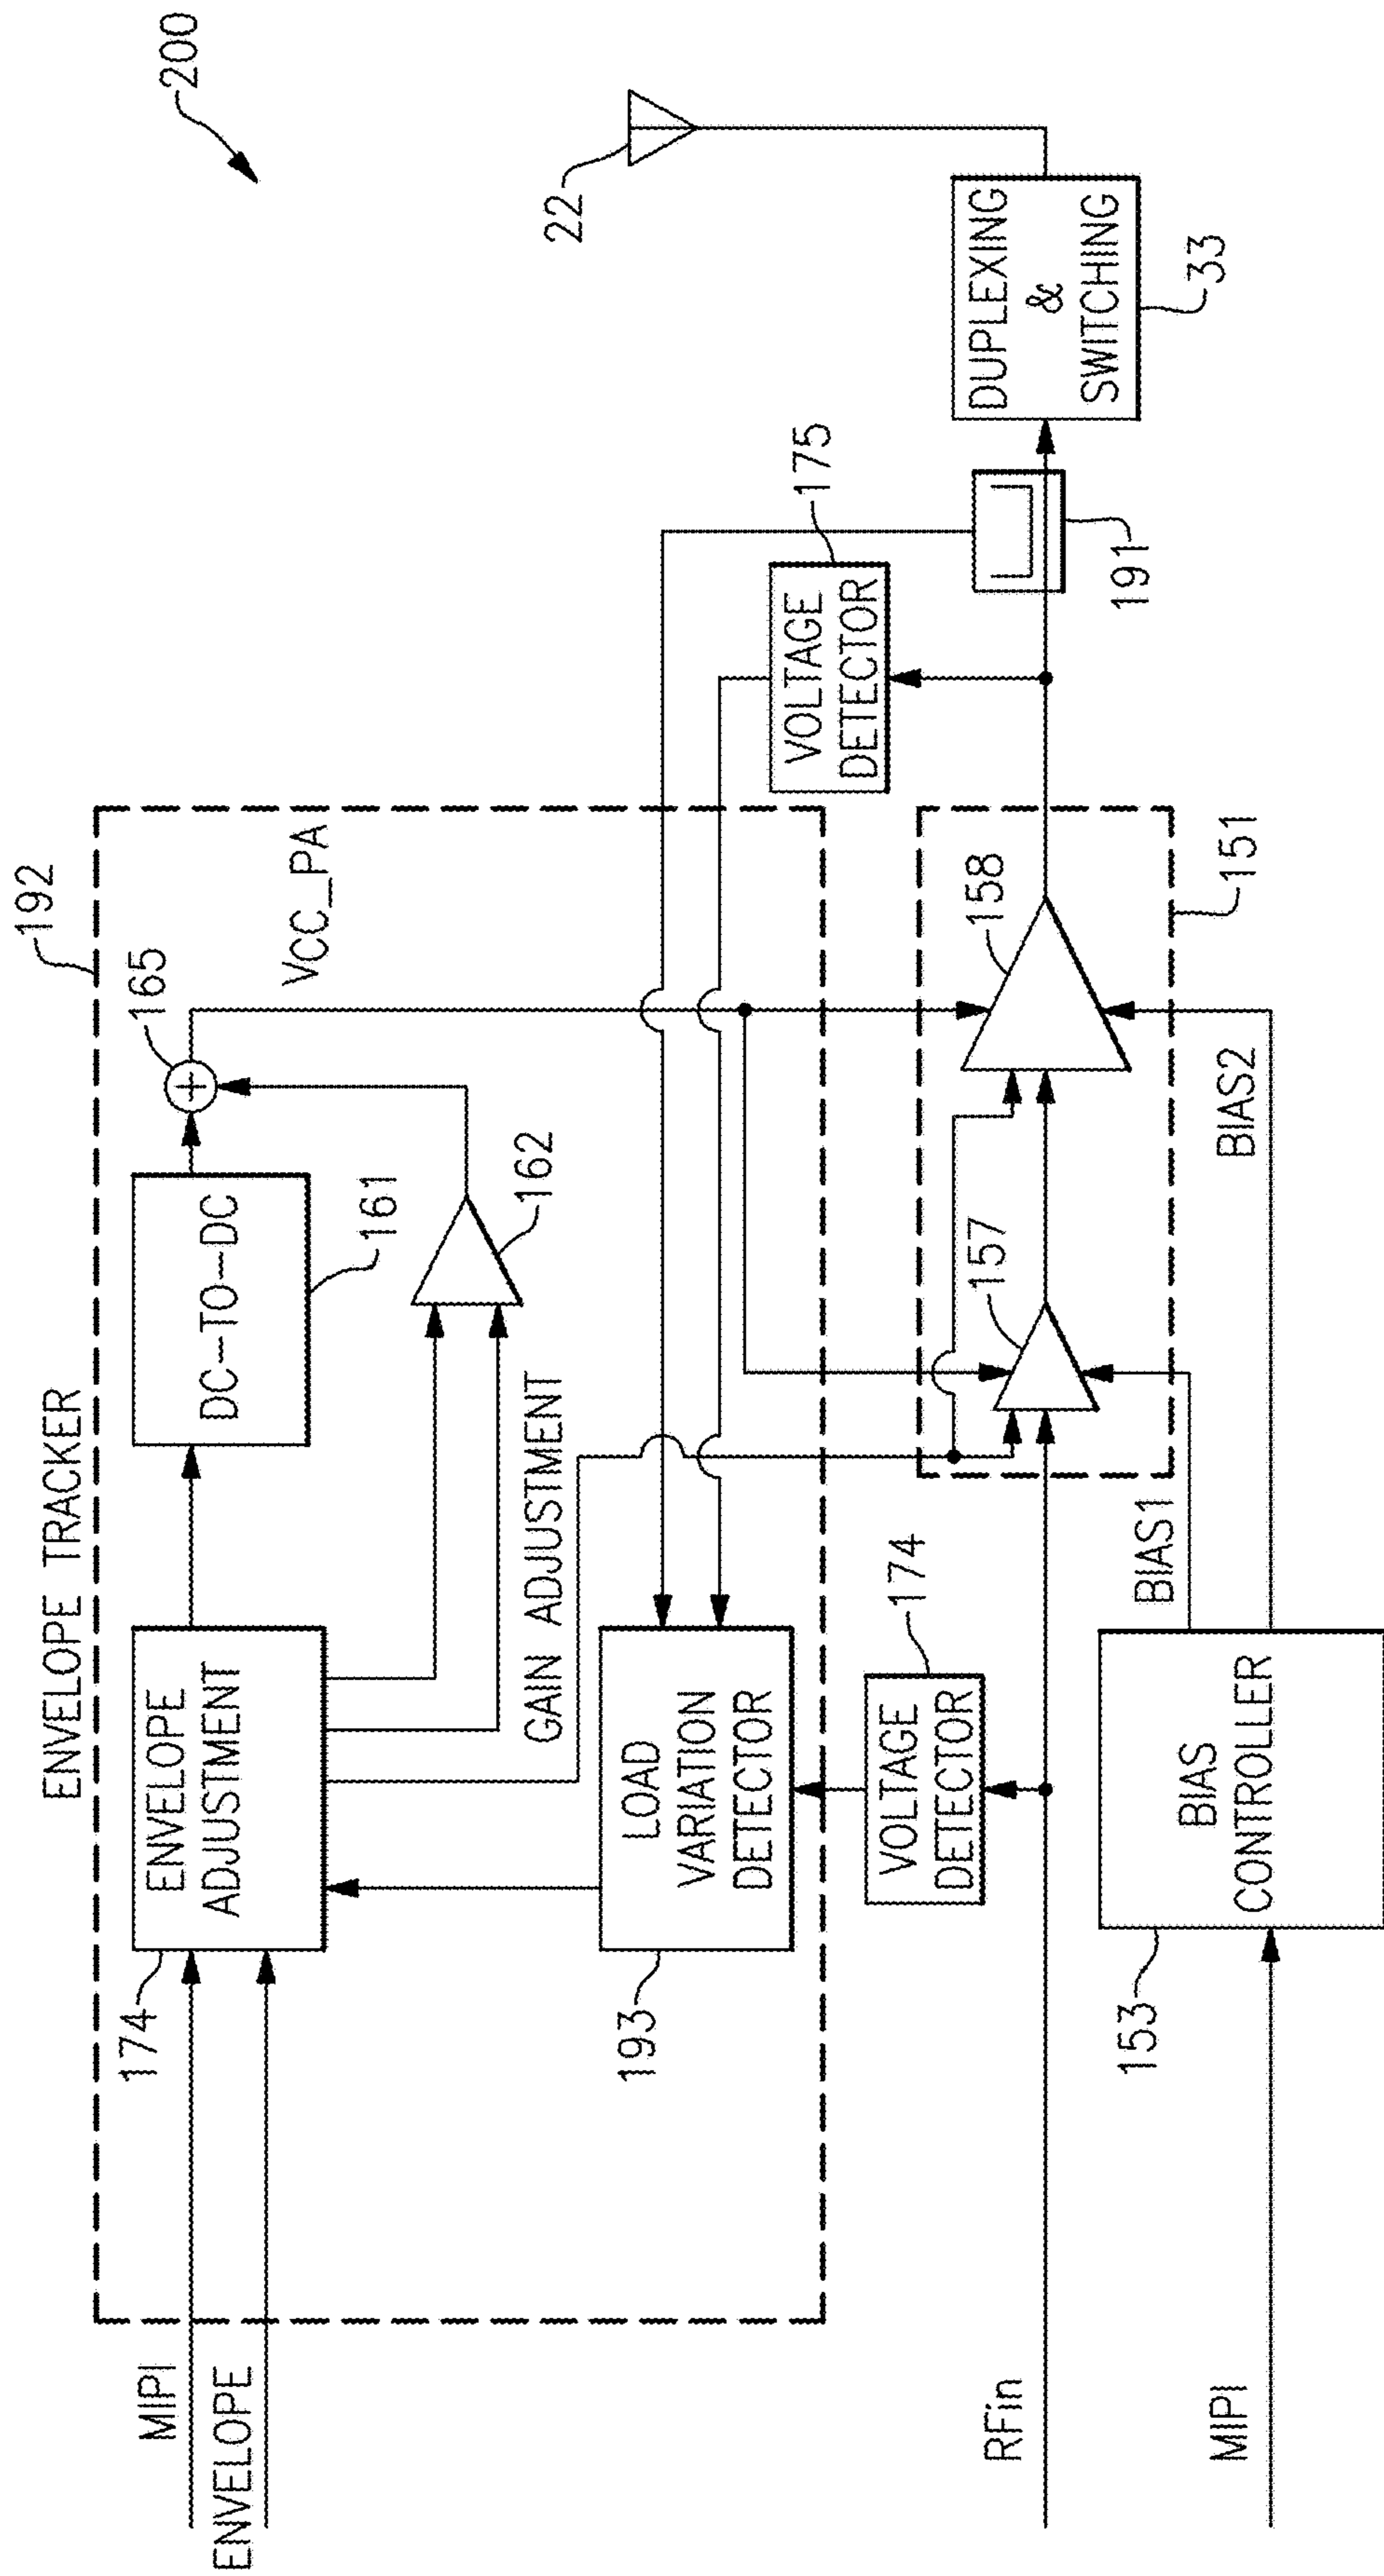 200
ENVELOPE TRACKER
192
165
VCC_PA
174
ENVELOPE
ADJUSTMENT
DC-TO-DC
161
162
GAIN ADJUSTMENT
MIPI
ENVELOPE
193
LOAD
VARIATION
DETECTOR
22
VOLTAGE
DETECTOR
175
174
VOLTAGE
DETECTOR
157
158
151
191
DUPLEXING
&
SWITCHING
33
RFin
BIAS1
BIAS2
153
BIAS
CONTROLLER
MIPI